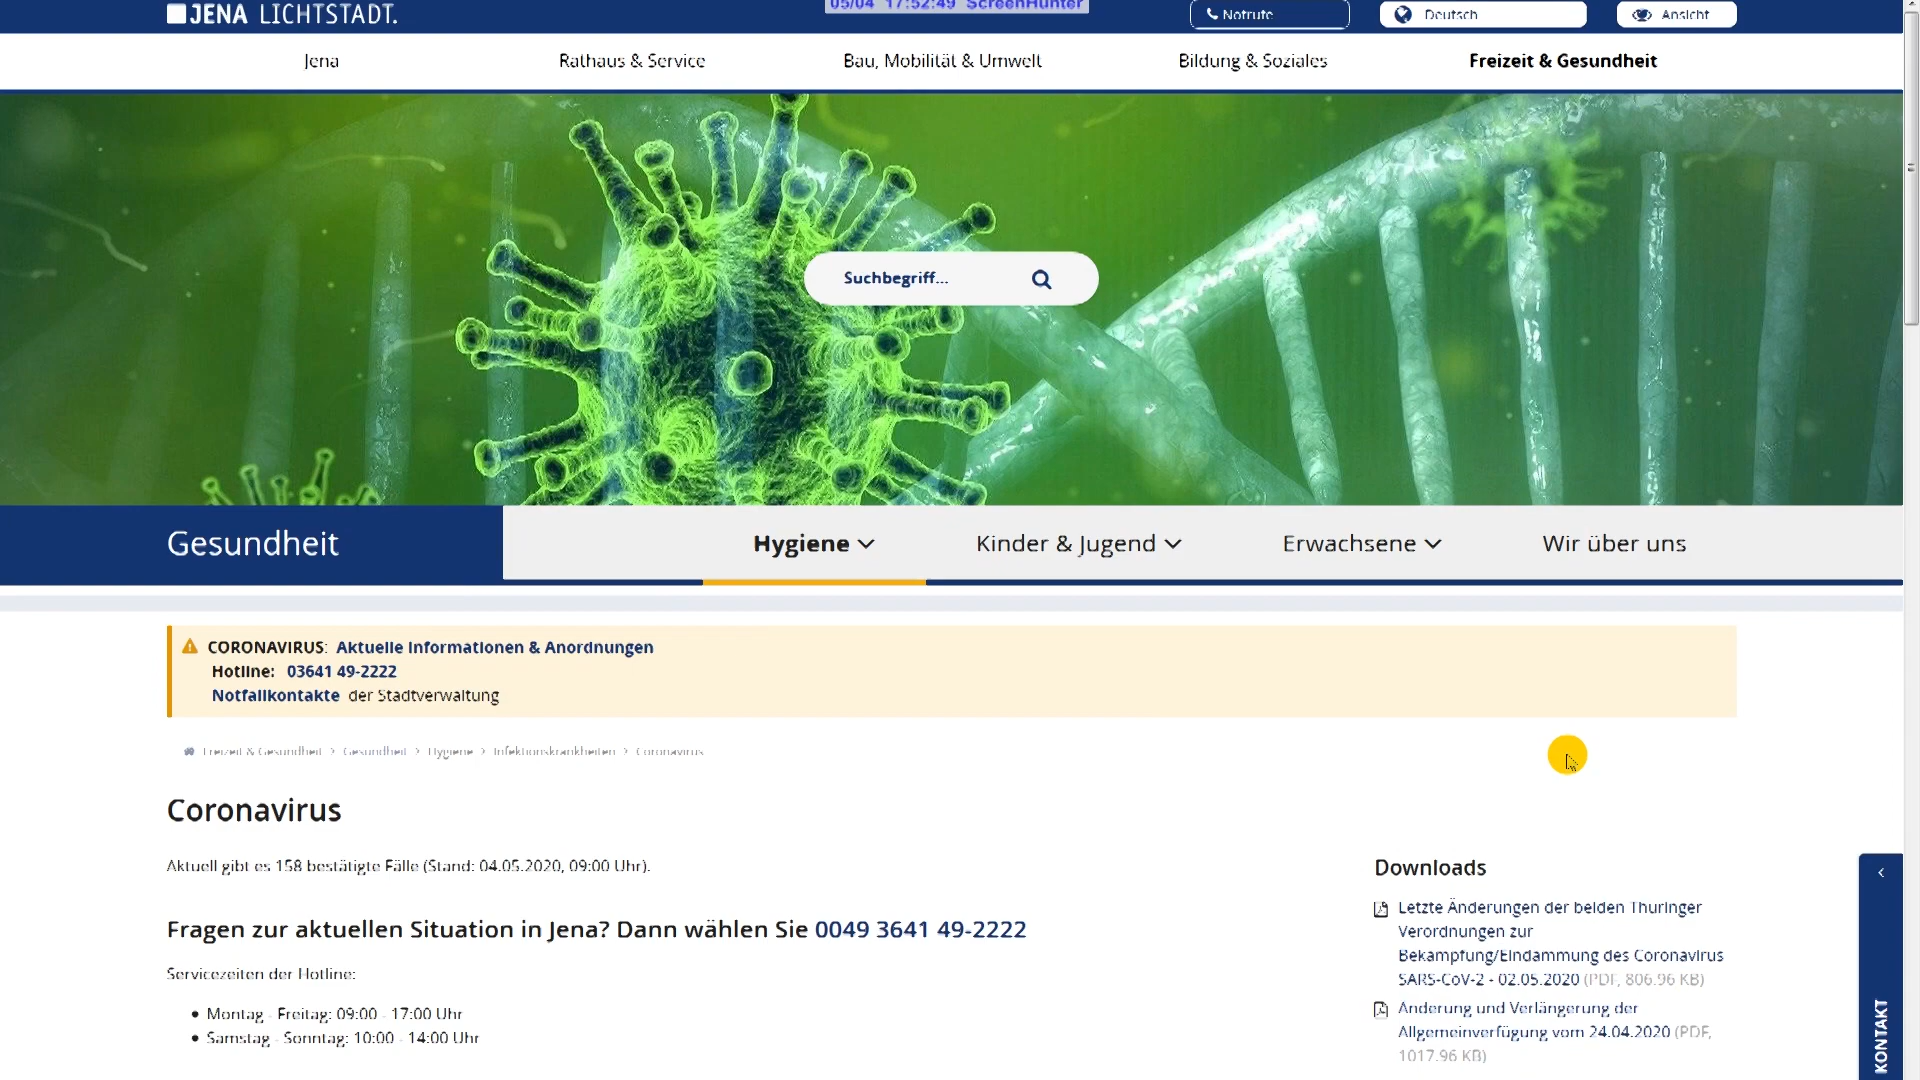 JENA LICHTSTADT.
05/04 17:52:49 ScreenHunter
Notrufe
Deutsch
Ansicht
Jena
Rathaus & Service
Bau, Mobilität & Umwelt
Bildung & Soziales
Freizeit & Gesundheit
Suchbegriff...
Gesundheit
Hygiene
Kinder & Jugend
Erwachsene
Wir über uns
CORONAVIRUS: Aktuelle Informationen & Anordnungen
Hotline: 03641 49-2222
Notfallkontakte der Stadtverwaltung
Freizeit & Gesundheit > Gesundheit > Hygiene > Infektionskrankheiten > Coronavirus
Coronavirus
Aktuell gibt es 158 bestätigte Fälle (Stand: 04.05.2020, 09:00 Uhr).
Fragen zur aktuellen Situation in Jena? Dann wählen Sie 0049 3641 49-2222
Servicezeiten der Hotline:
• Montag - Freitag: 09:00 - 17:00 Uhr
• Samstag - Sonntag: 10:00 - 14:00 Uhr
Downloads
Letzte Änderungen der beiden Thüringer
Verordnungen zur
Bekämpfung/Eindämmung des Coronavirus
SARS-CoV-2 - 02.05.2020 (PDF, 806.96 KB)
Änderung und Verlängerung der
Allgemeinverfügung vom 24.04.2020 (PDF,
1017.96 KB)
KONTAKT